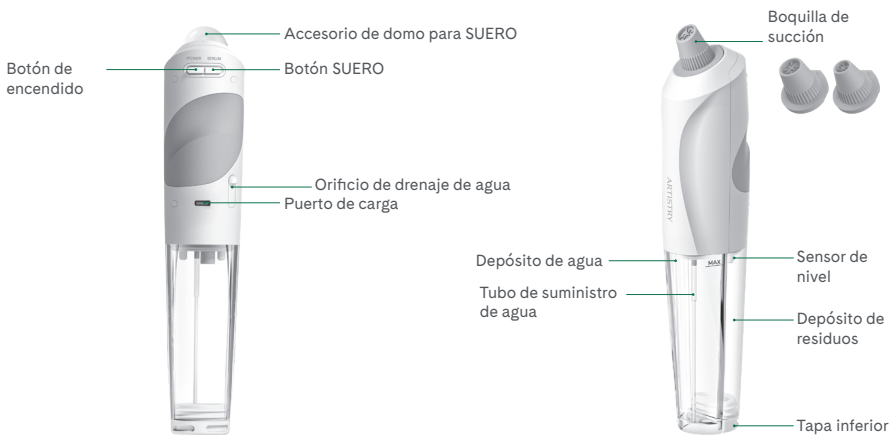 Accesorio de domo para SUERO
POWER SERUM
Botón SUERO
Botón de
encendido
Orificio de drenaje de agua
Puerto de carga
Boquilla de
succión
ARTISTRY
Depósito de agua
MAX
Sensor de
nivel
Tubo de suministro
de agua
Depósito de
residuos
Tapa inferior